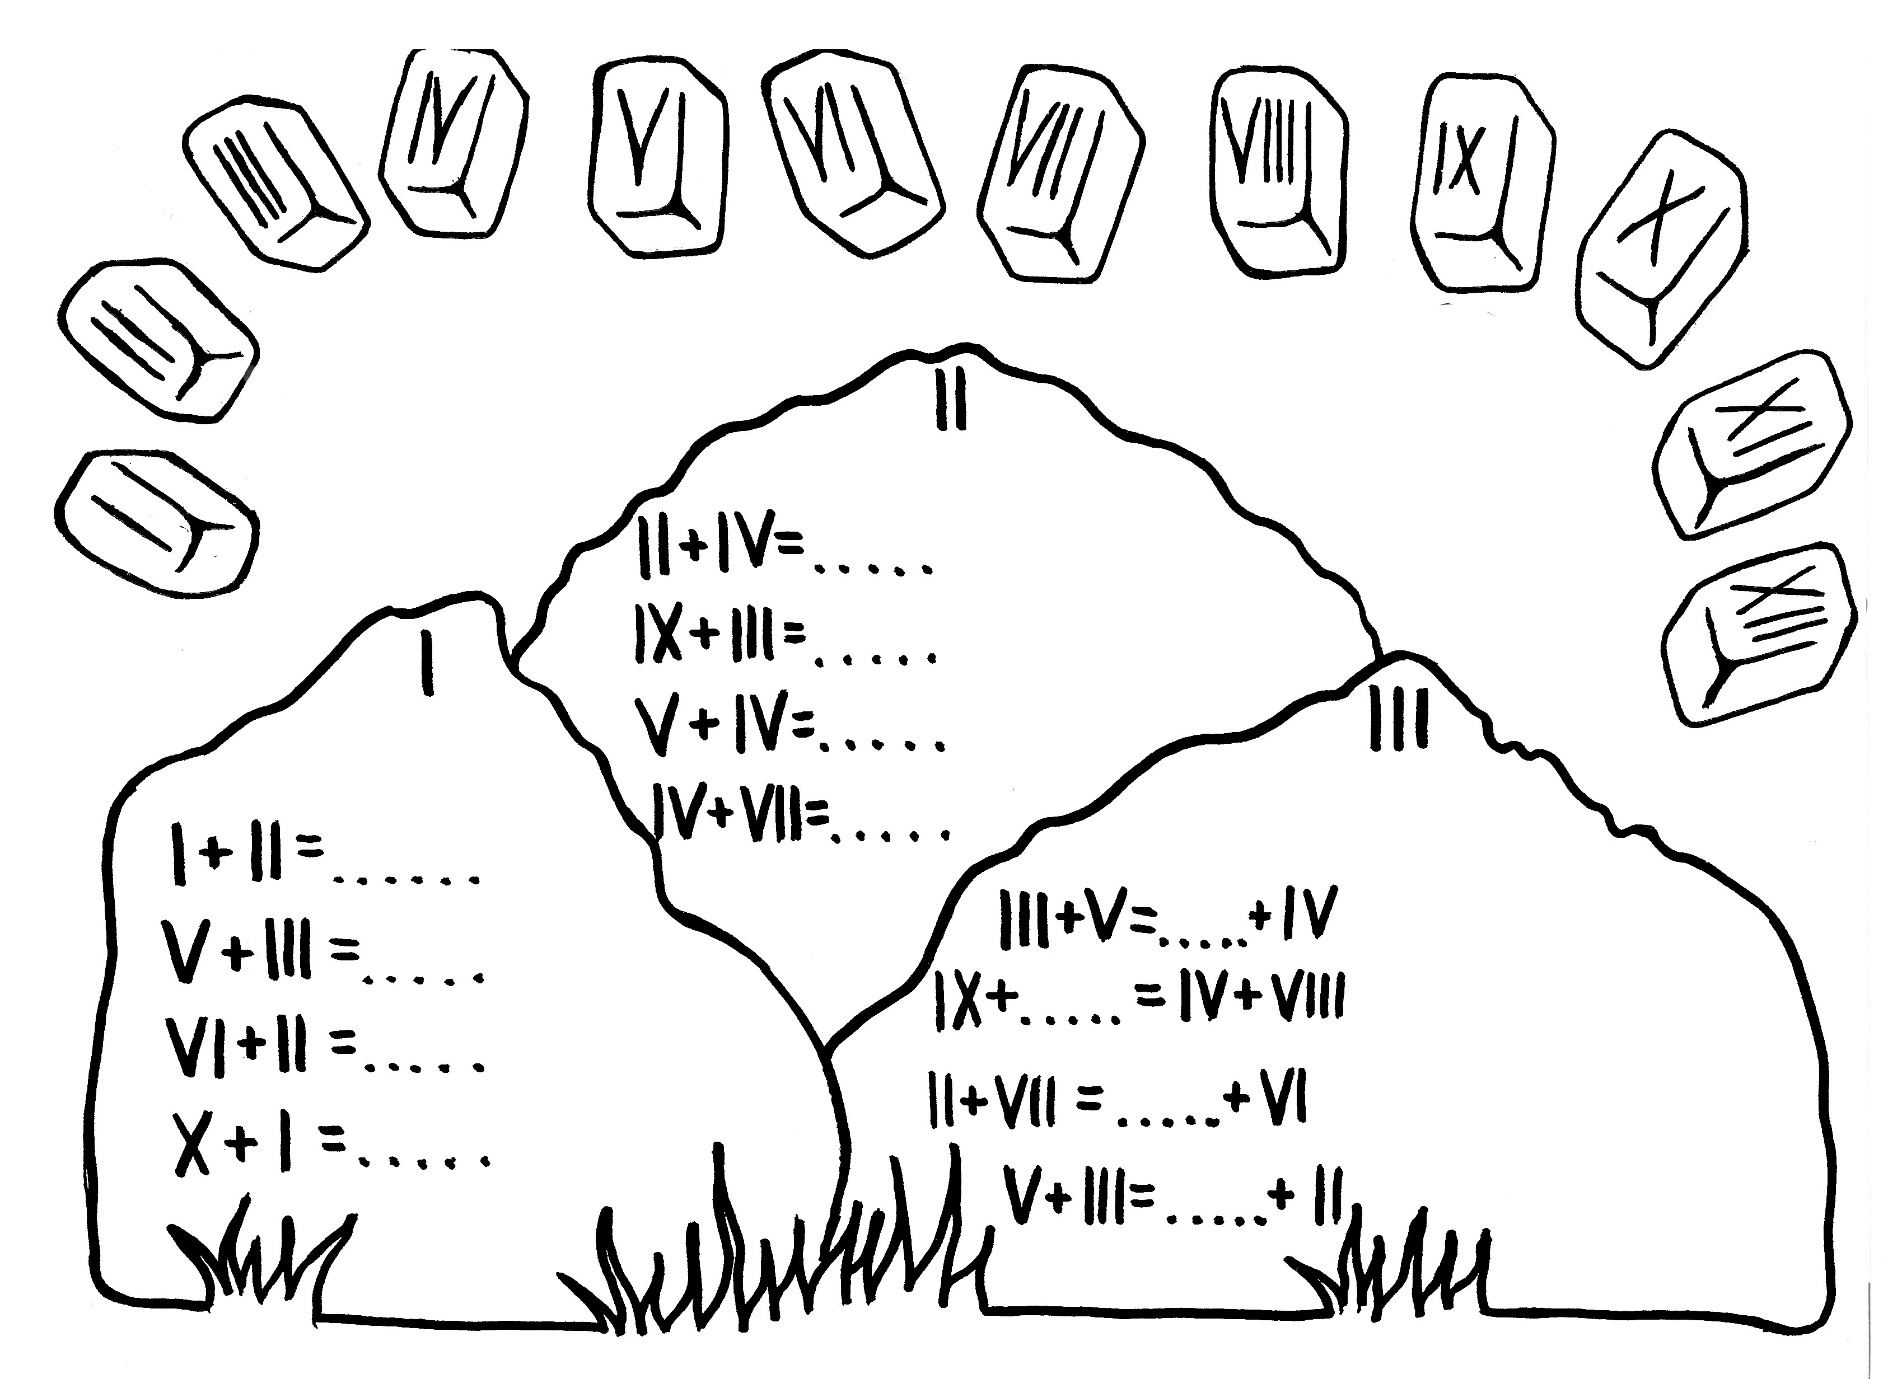 I
II
III
IV
V
VI
VII
VIII
IX
X
XI
XII
I
I+II=......
V+III=.....
VI+II=.....
X+I=.....
II
II+IV=.....
IX+III=.....
V+IV=.....
IV+VII=.....
III
III+V=.....+IV
IX+.....=IV+VIII
II+VII=.....+VI
V+III=.....+II